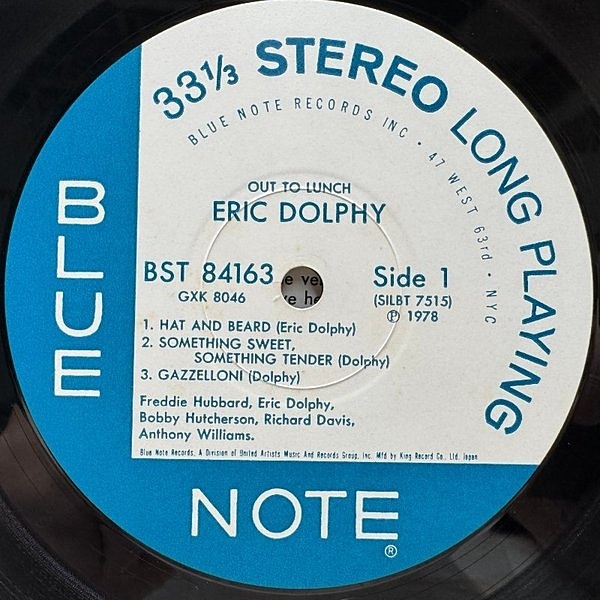 33⅓ STEREO LONG PLAYING
BLUE NOTE RECORDS INC • 47 WEST 63rd • NYC
OUT TO LUNCH
ERIC DOLPHY
BST 84163
GXK 8046
Side 1
(SILBT 7515)
℗ 1978
1. HAT AND BEARD (Eric Dolphy)
2. SOMETHING SWEET,
SOMETHING TENDER (Dolphy)
3. GAZZELLONI (Dolphy)
Freddie Hubbard, Eric Dolphy,
Bobby Hutcherson, Richard Davis,
Anthony Williams.
Blue Note Records, A Division of United Artists Music And Records Group, Inc. Mfd by King Record Co., Ltd. Japan
BLUE
NOTE®